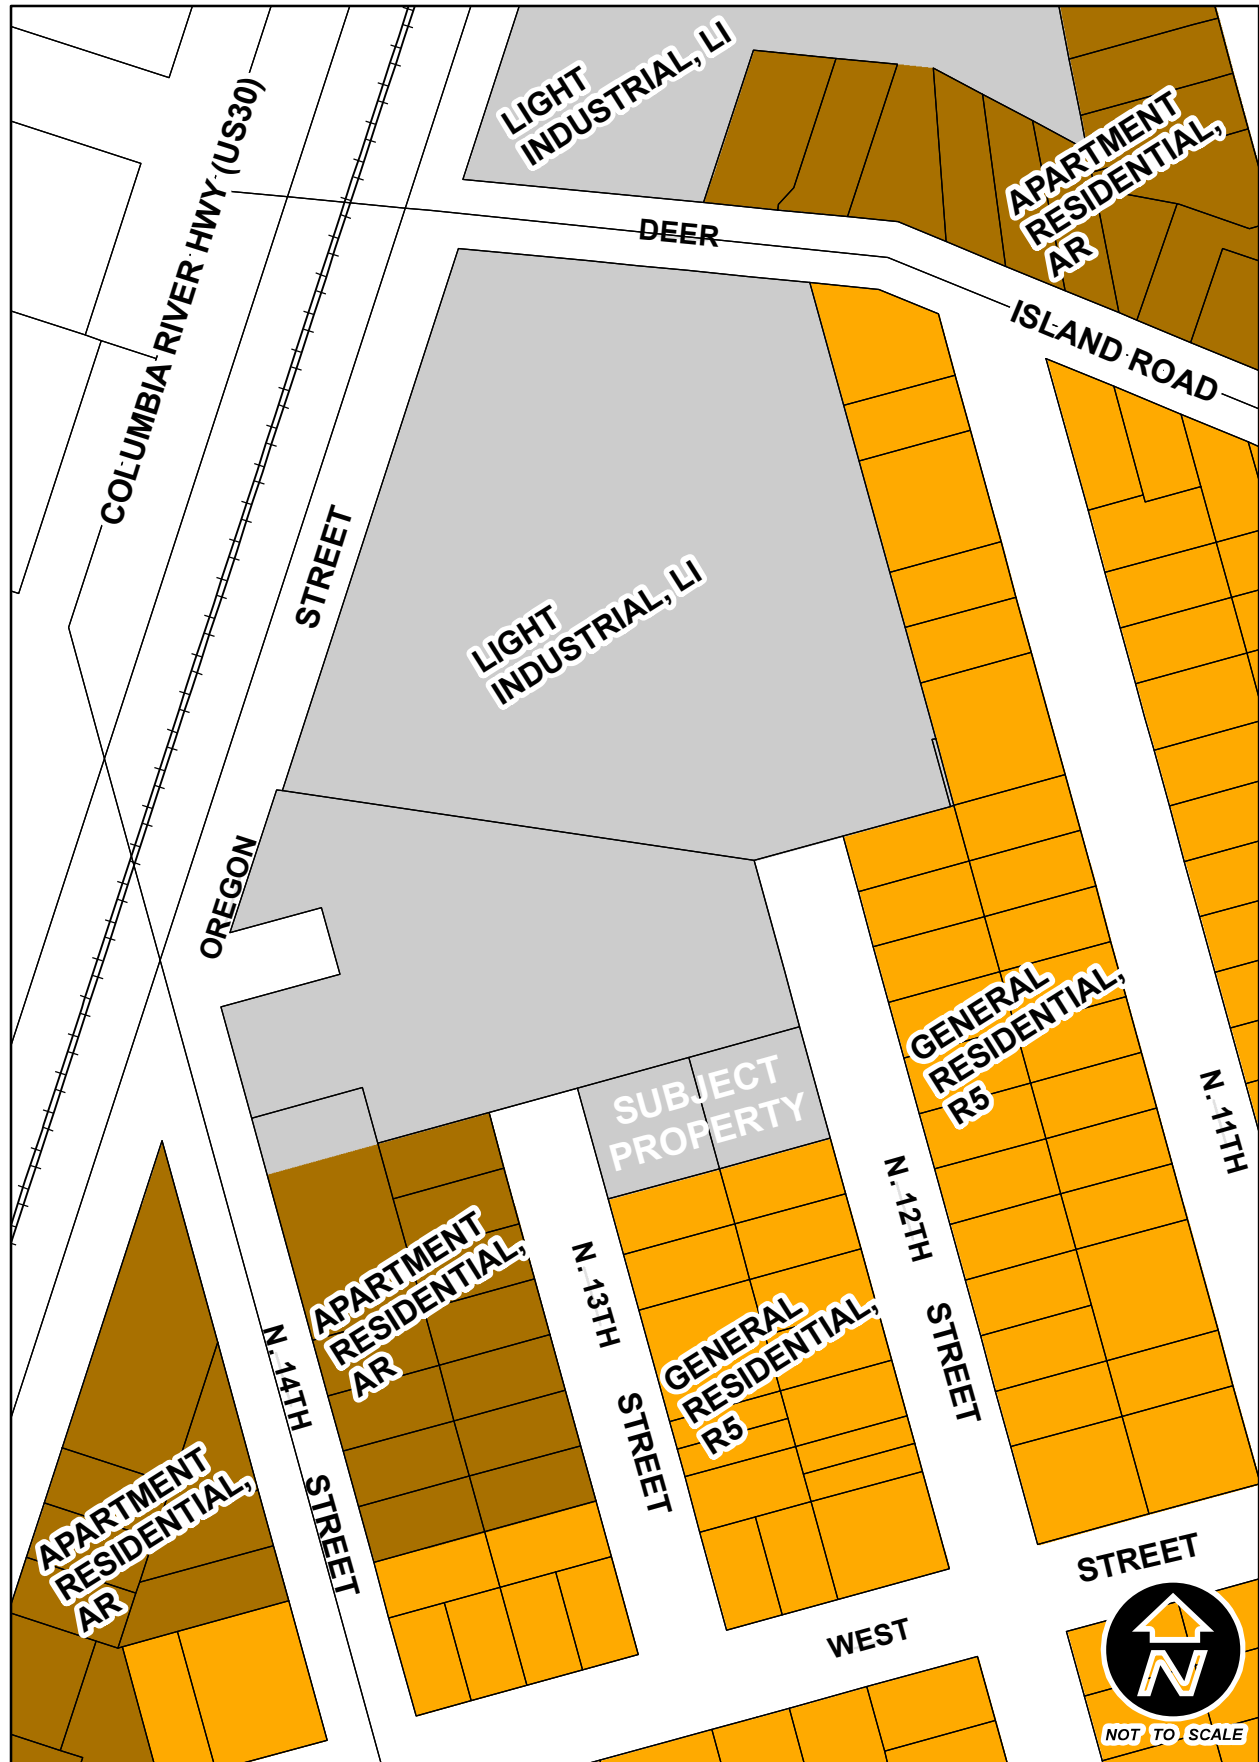 LIGHT
INDUSTRIAL, LI
COLUMBIA RIVER HWY (US30)
APARTMENT
RESIDENTIAL,
AR
DEER
ISLAND ROAD
STREET
LIGHT
INDUSTRIAL, LI
OREGON
GENERAL
RESIDENTIAL,
R5
SUBJECT
PROPERTY
N. 11TH
N. 12TH
STREET
APARTMENT
RESIDENTIAL,
AR
N. 13TH
STREET
GENERAL
RESIDENTIAL,
R5
N. 14TH
STREET
APARTMENT
RESIDENTIAL,
AR
STREET
WEST
N
NOT TO SCALE